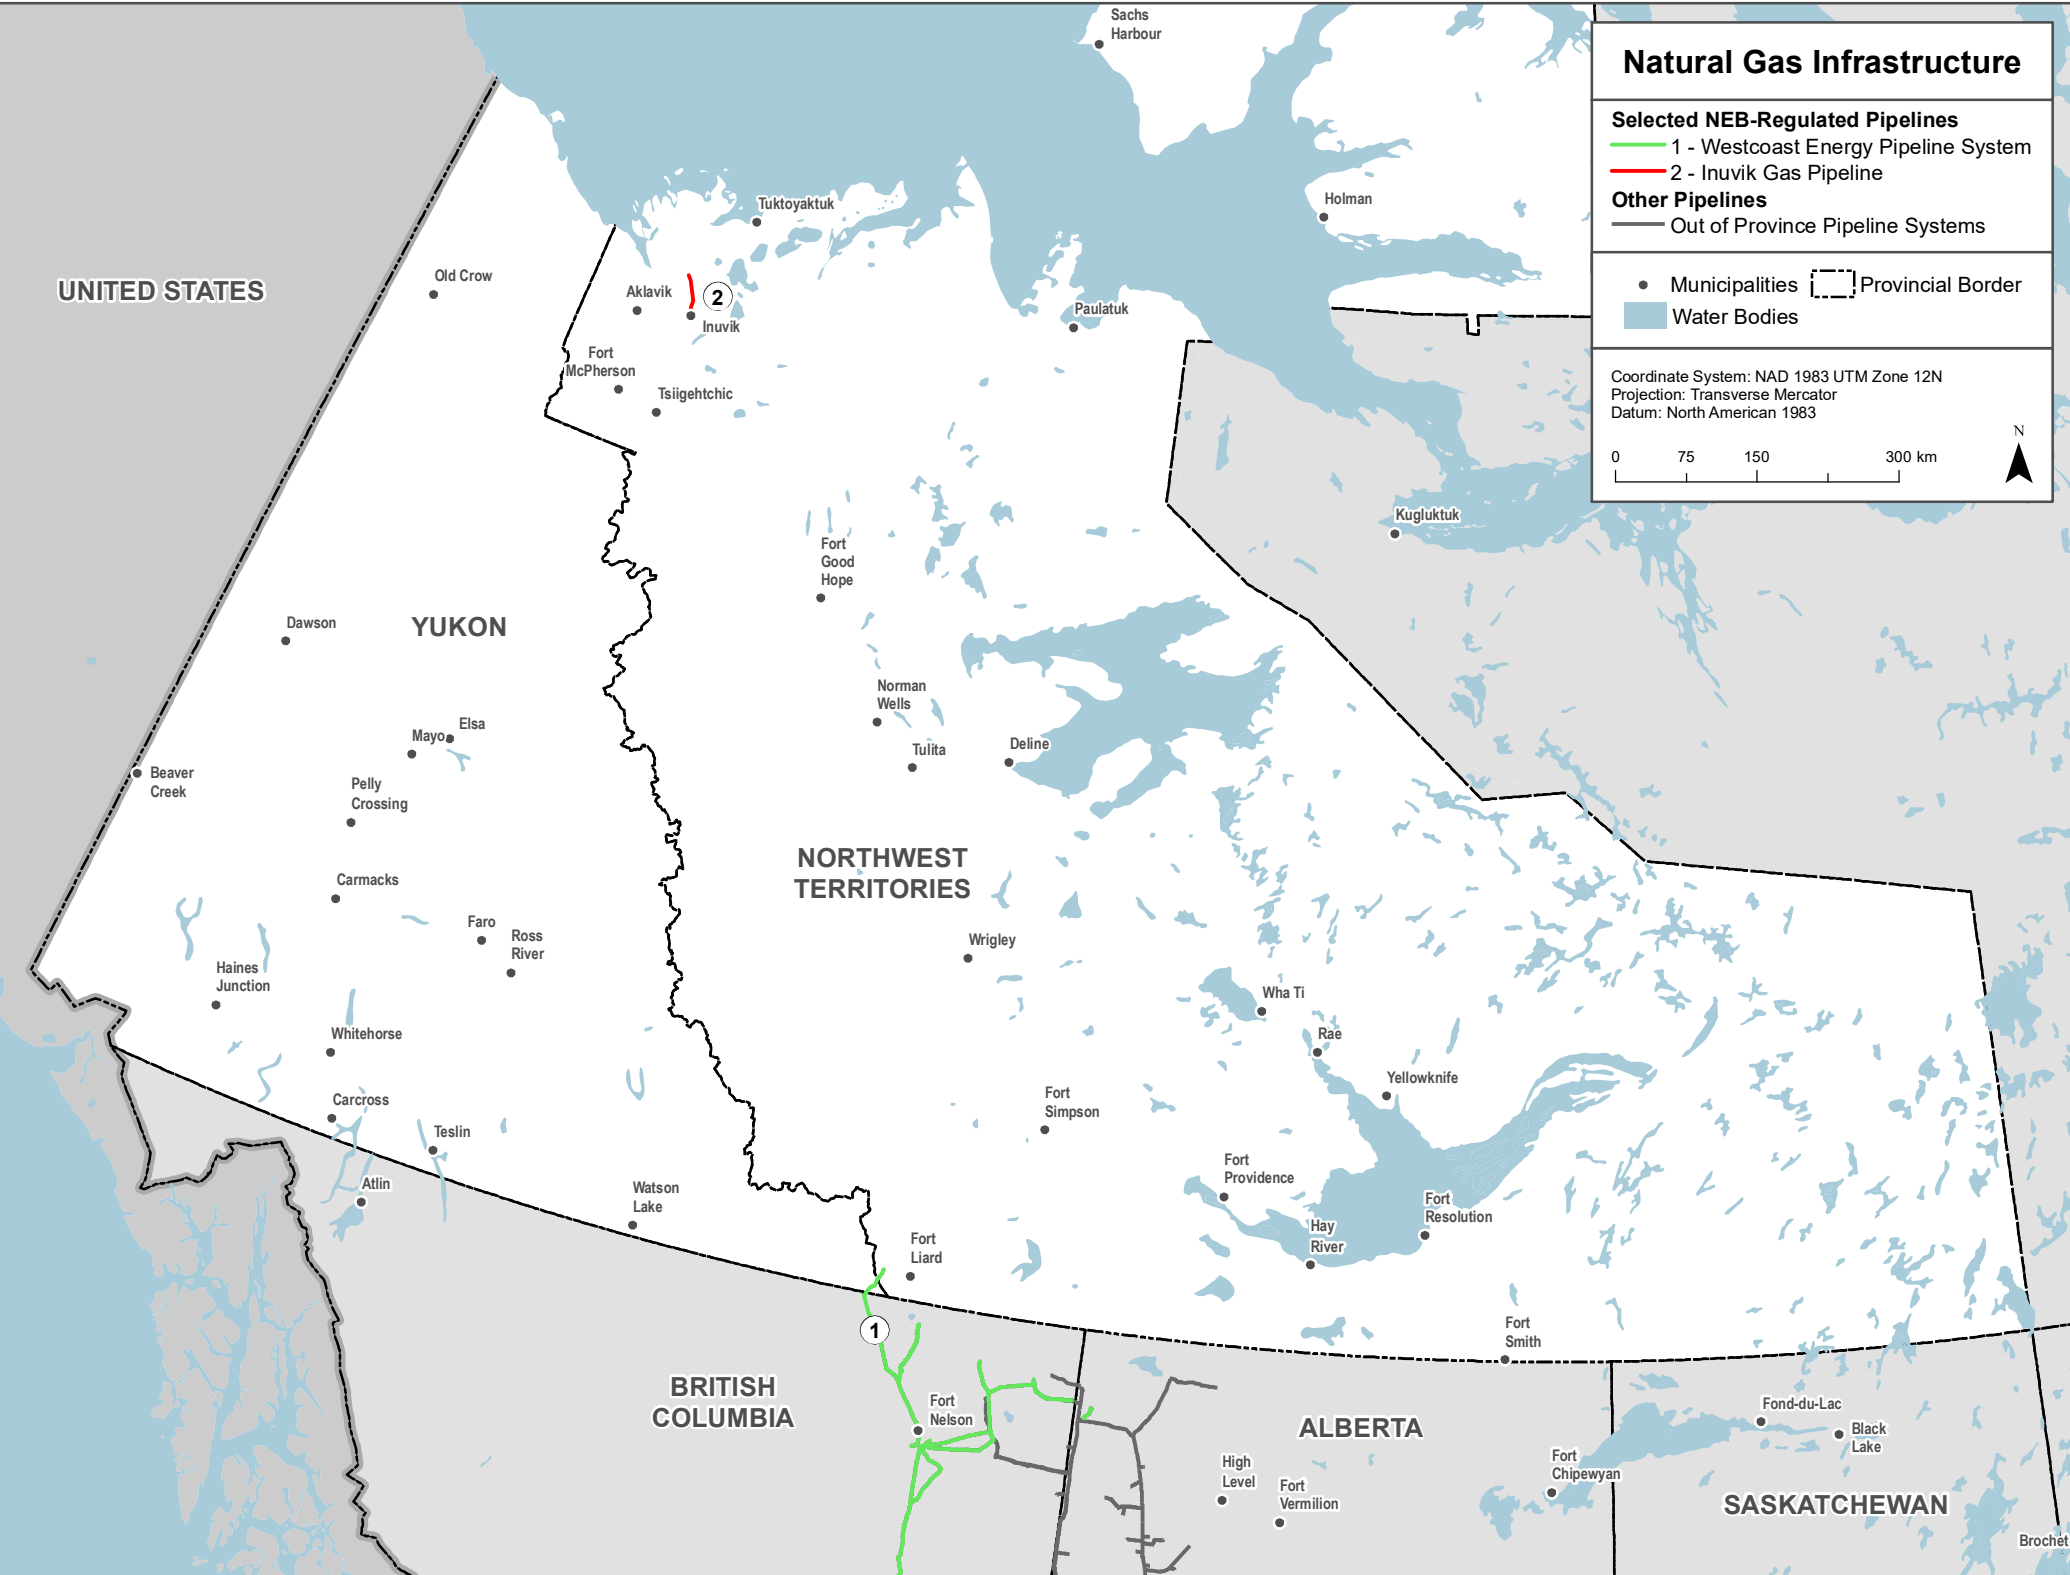 Sachs
Harbour
Natural Gas Infrastructure
Selected NEB-Regulated Pipelines
1 - Westcoast Energy Pipeline System
2 - Inuvik Gas Pipeline
Other Pipelines
Out of Province Pipeline Systems
Municipalities
Provincial Border
Water Bodies
Coordinate System: NAD 1983 UTM Zone 12N
Projection: Transverse Mercator
Datum: North American 1983
N
0 75 150 300 km
Holman
Tuktoyaktuk
UNITED STATES
Old Crow
Aklavik
2
Inuvik
Paulatuk
Fort
McPherson
Tsiigehtchic
Kugluktuk
Fort
Good
Hope
Dawson
YUKON
Norman
Wells
Elsa
Mayo
Tulita
Deline
Beaver
Creek
Pelly
Crossing
NORTHWEST
TERRITORIES
Carmacks
Faro
Ross
River
Wrigley
Haines
Junction
Wha Ti
Whitehorse
Rae
Yellowknife
Carcross
Fort
Simpson
Teslin
Atlin
Watson
Lake
Fort
Providence
Fort
Resolution
Hay
River
Fort
Liard
1
Fort
Smith
BRITISH
COLUMBIA
Fort
Nelson
ALBERTA
Fond-du-Lac
Black
Lake
High
Level
Fort
Vermilion
Fort
Chipewyan
SASKATCHEWAN
Brochet